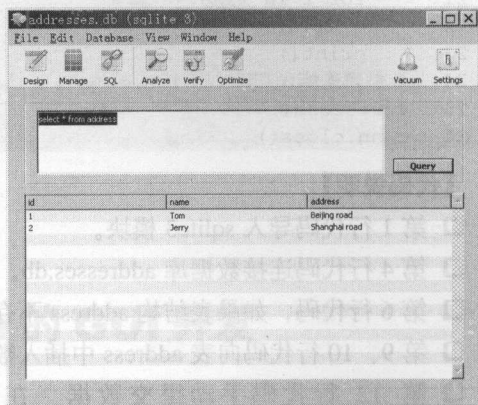 addresses.db (sqlite 3)
File Edit Database View Window Help
Design Manage SQL Analyze Verify Optimize Vacuum Settings
select * from address
Query
id name address
1 Tom Beijing road
2 Jerry Shanghai road